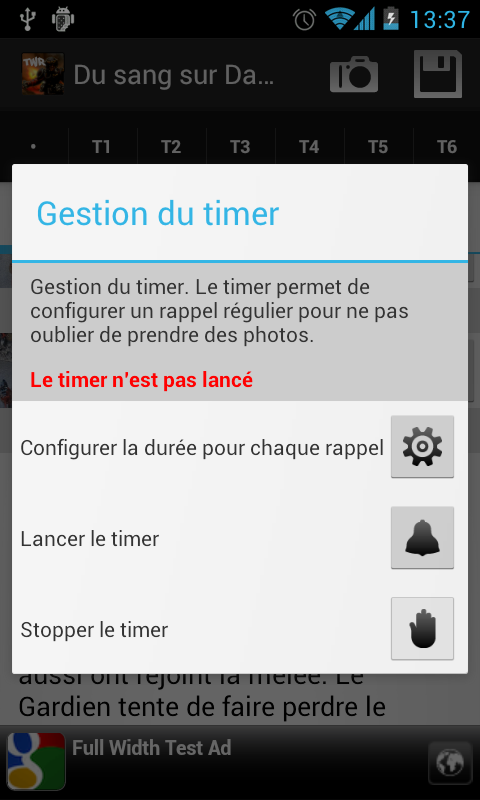 13:37
TWR
Du sang sur Da...
• T1 T2 T3 T4 T5 T6
Gestion du timer
Gestion du timer. Le timer permet de
configurer un rappel régulier pour ne pas
oublier de prendre des photos.
Le timer n'est pas lancé
Configurer la durée pour chaque rappel
Lancer le timer
Stopper le timer
aussi ont rejoint la mêlée. Le
Gardien tente de faire perdre le
Full Width Test Ad